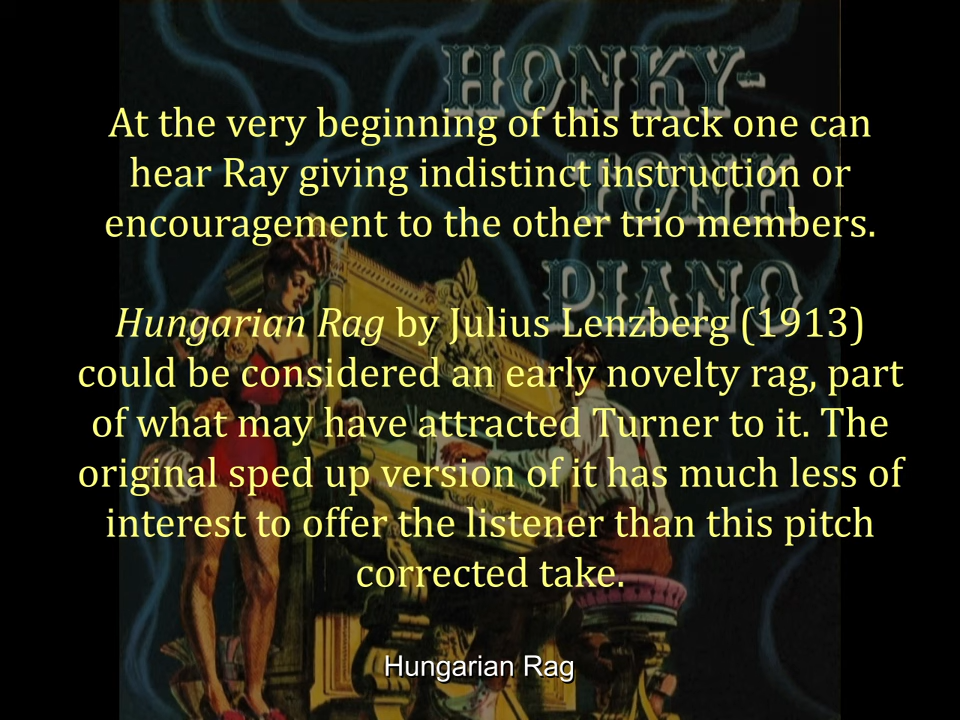 HONKY-
TONK
PIANO
At the very beginning of this track one can
hear Ray giving indistinct instruction or
encouragement to the other trio members.
Hungarian Rag by Julius Lenzberg (1913)
could be considered an early novelty rag, part
of what may have attracted Turner to it. The
original sped up version of it has much less of
interest to offer the listener than this pitch
corrected take.
Hungarian Rag